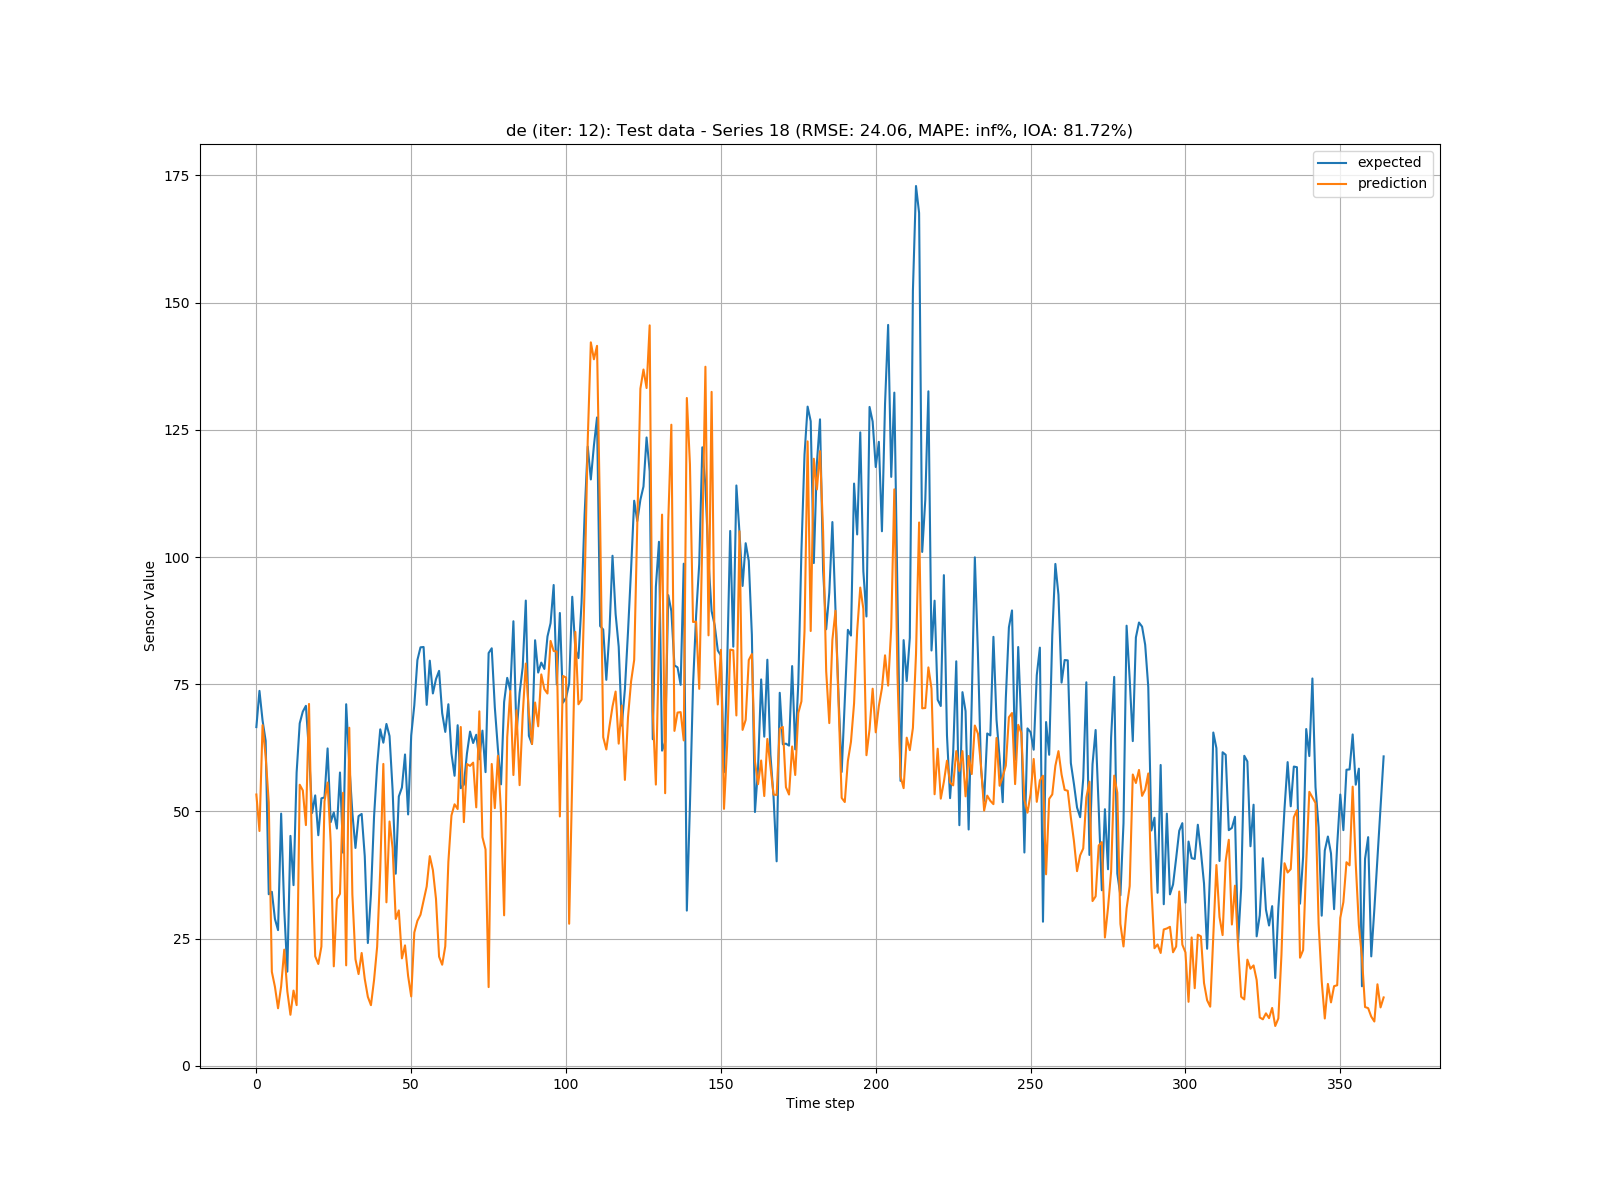 de (iter: 12): Test data - Series 18 (RMSE: 24.06, MAPE: inf%, IOA: 81.72%)
expected
prediction
175
150
125
100
75
50
25
0
Sensor Value
0 50 100 150 200 250 300 350
Time step